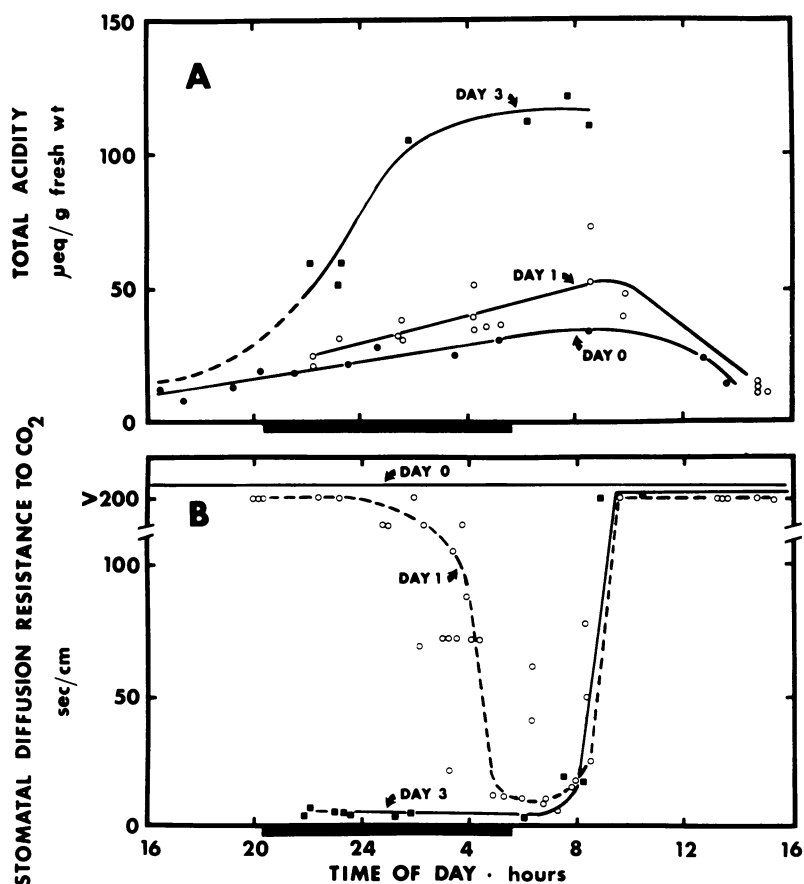 TOTAL ACIDITY
μeq/g fresh wt
150
100
50
0
A
DAY 3
DAY 1
DAY 0
STOMATAL DIFFUSION RESISTANCE TO CO2
sec/cm
>200
100
50
0
B
DAY 0
DAY 1
DAY 3
16 20 24 4 8 12 16
TIME OF DAY · hours